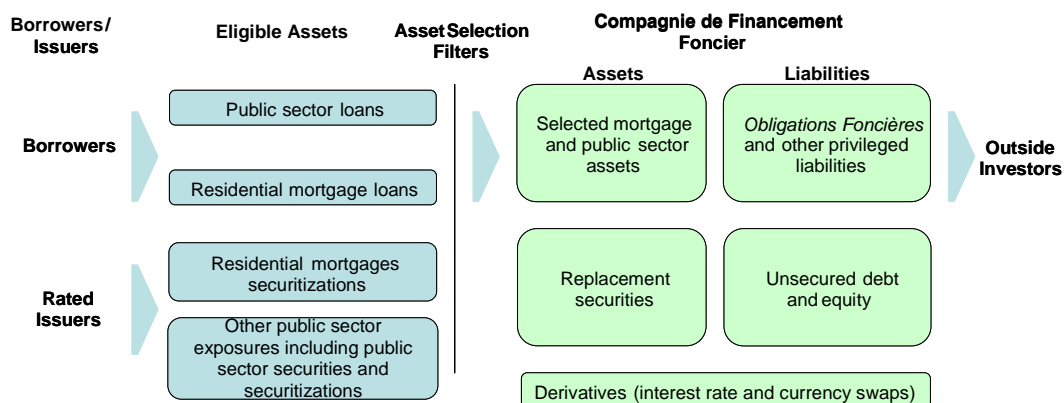 Borrowers/
Issuers
Eligible Assets
Asset Selection
Filters
Compagnie de Financement
Foncier
Assets
Liabilities
Borrowers
Public sector loans
Residential mortgage loans
Selected mortgage
and public sector
assets
Obligations Foncières
and other privileged
liabilities
Outside
Investors
Rated
Issuers
Residential mortgages
securitizations
Other public sector
exposures including public
sector securities and
securitizations
Replacement
securities
Unsecured debt
and equity
Derivatives (interest rate and currency swaps)